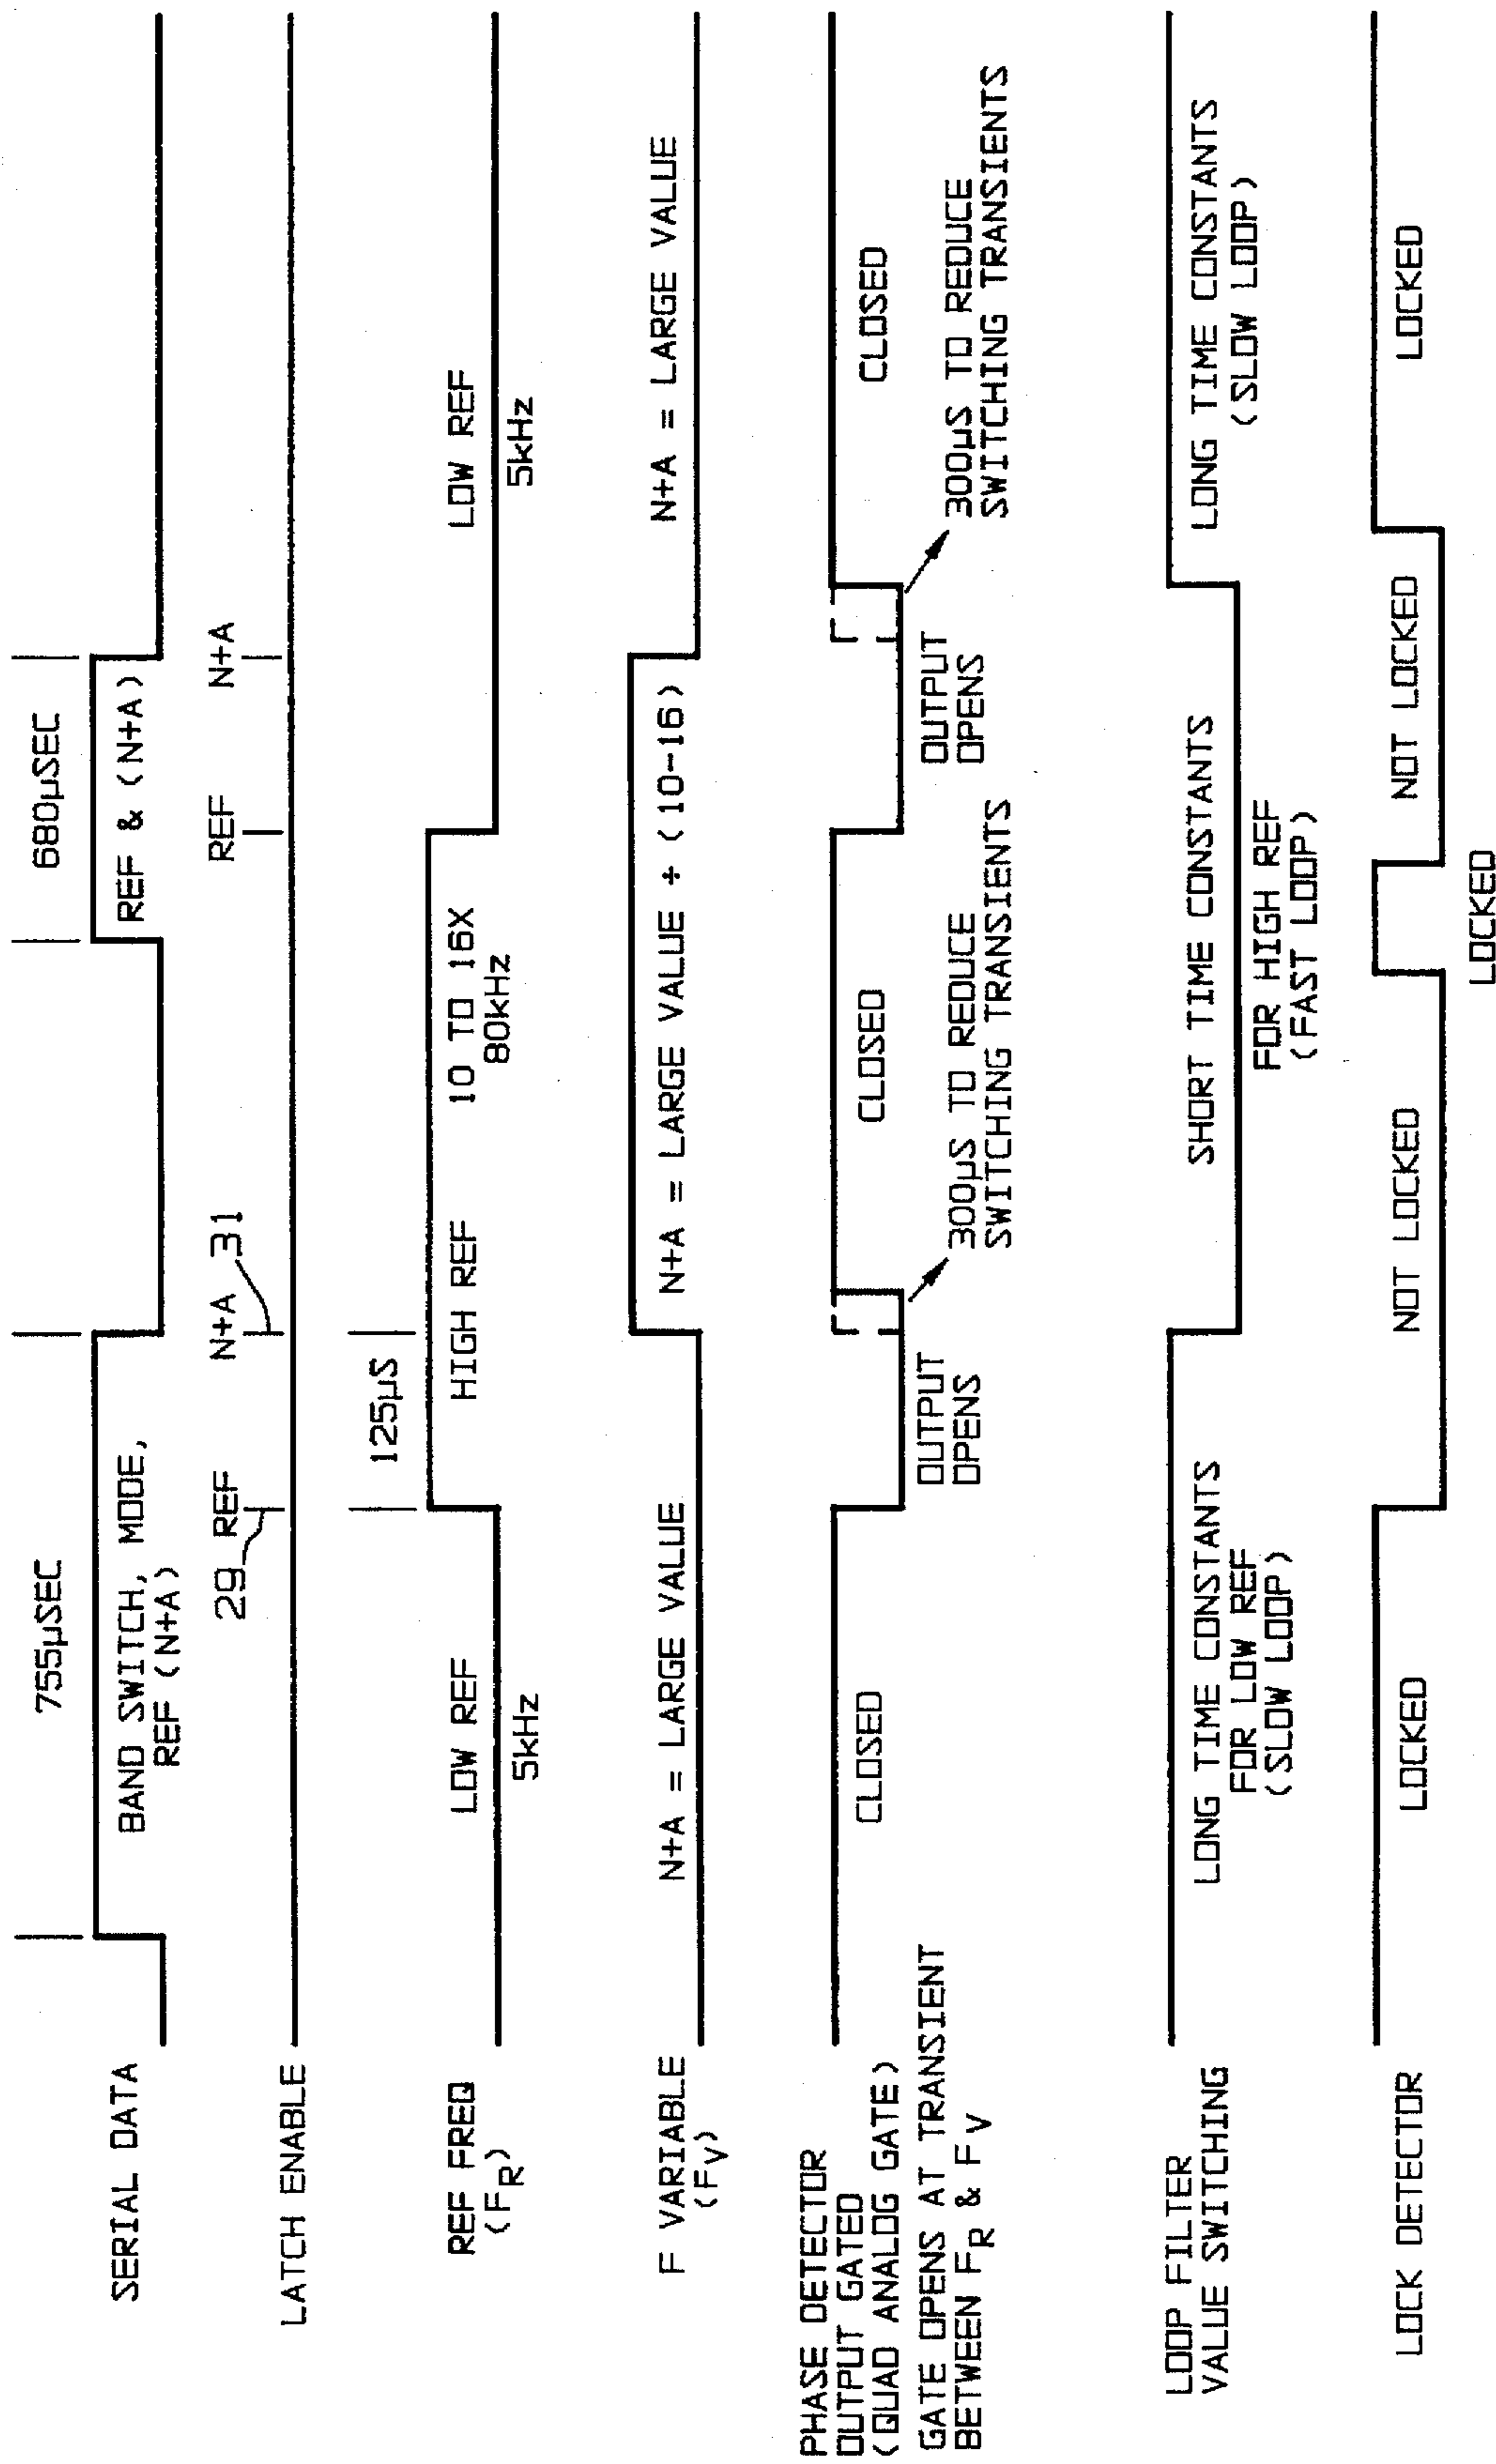 SERIAL DATA
755µSEC
BAND SWITCH, MODE,
REF (N+A)
680µSEC
REF & (N+A)
LATCH ENABLE
29 REF
N+A 31
REF
N+A
REF FREQ
(FR)
LOW REF
5kHz
125µS
HIGH REF
10 TO 16X
80kHz
LOW REF
5kHz
F VARIABLE
(FV)
N+A = LARGE VALUE
N+A = LARGE VALUE ÷ (10-16)
N+A = LARGE VALUE
PHASE DETECTOR
OUTPUT GATED
(QUAD ANALOG GATE)
GATE OPENS AT TRANSIENT
BETWEEN FR & FV
CLOSED
OUTPUT
OPENS
300µS TO REDUCE
SWITCHING TRANSIENTS
CLOSED
OUTPUT
OPENS
300µS TO REDUCE
SWITCHING TRANSIENTS
CLOSED
LOOP FILTER
VALUE SWITCHING
LONG TIME CONSTANTS
FOR LOW REF
(SLOW LOOP)
SHORT TIME CONSTANTS
FOR HIGH REF
(FAST LOOP)
LONG TIME CONSTANTS
(SLOW LOOP)
LOCK DETECTOR
LOCKED
NOT LOCKED
LOCKED
NOT LOCKED
LOCKED